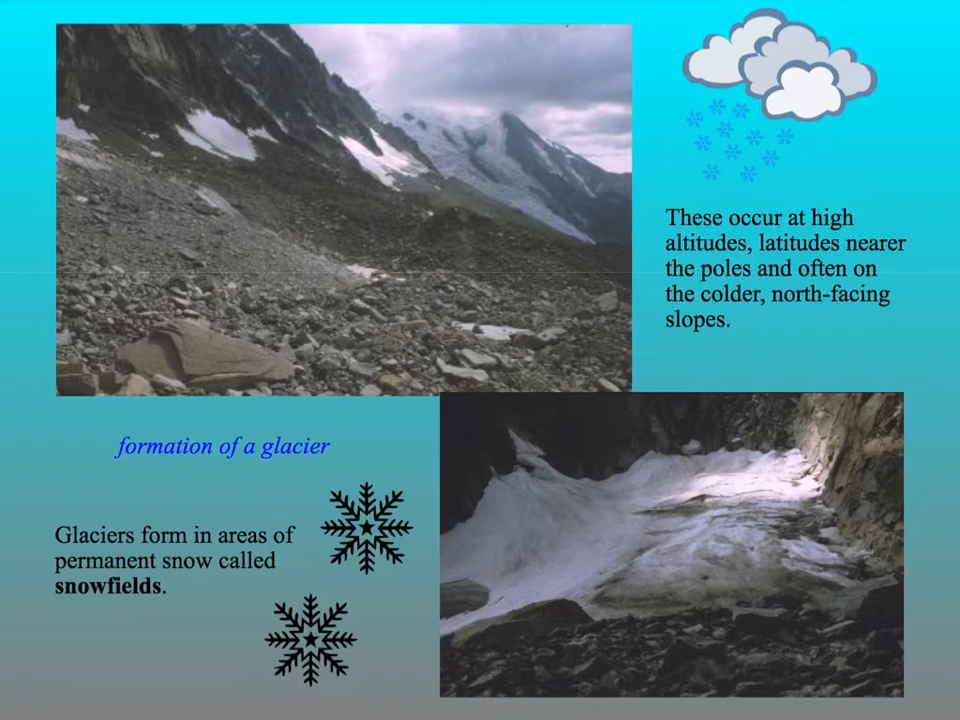 These occur at high
altitudes, latitudes nearer
the poles and often on
the colder, north-facing
slopes.
formation of a glacier
Glaciers form in areas of
permanent snow called
snowfields.